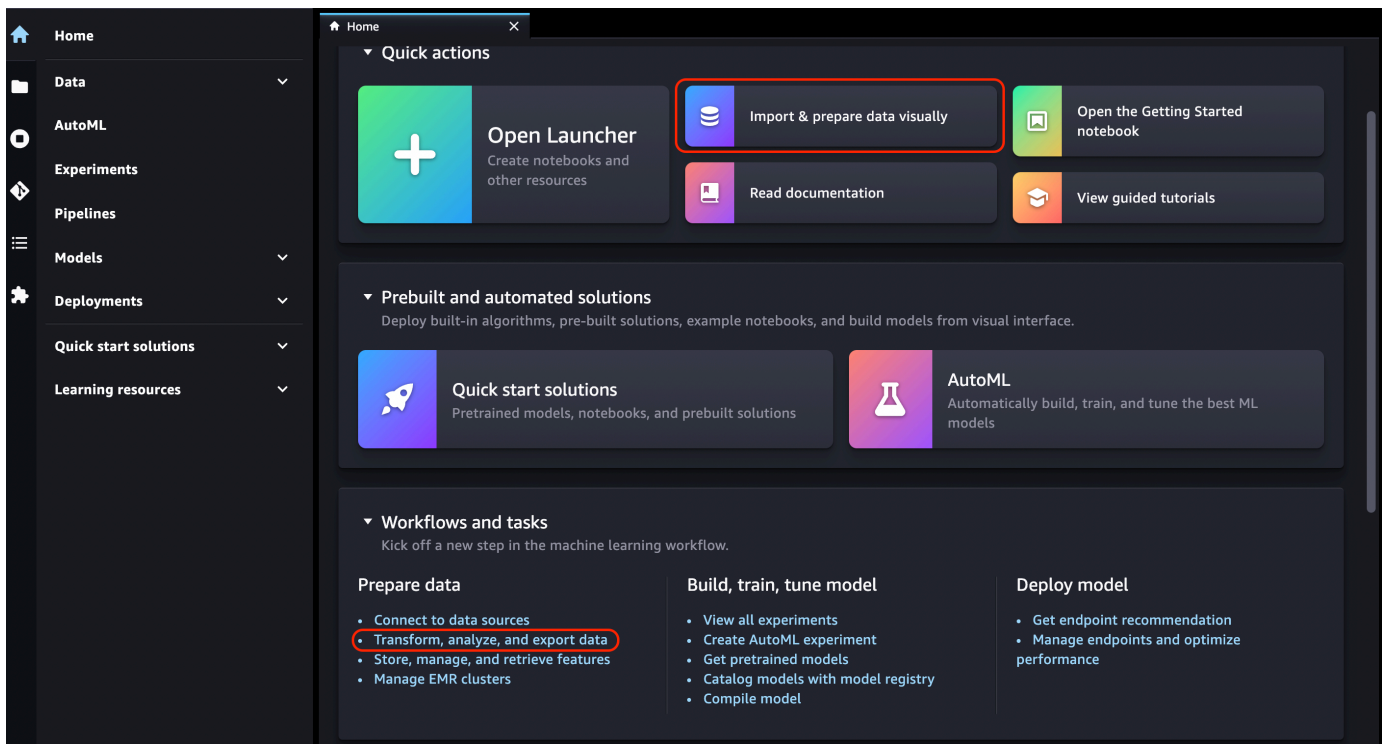 Home
Data
AutoML
Experiments
Pipelines
Models
Deployments
Quick start solutions
Learning resources
Home
Quick actions
Open Launcher
Create notebooks and
other resources
Import & prepare data visually
Read documentation
Open the Getting Started
notebook
View guided tutorials
Prebuilt and automated solutions
Deploy built-in algorithms, pre-built solutions, example notebooks, and build models from visual interface.
Quick start solutions
Pretrained models, notebooks, and prebuilt solutions
AutoML
Automatically build, train, and tune the best ML
models
Workflows and tasks
Kick off a new step in the machine learning workflow.
Prepare data
• Connect to data sources
• Transform, analyze, and export data
• Store, manage, and retrieve features
• Manage EMR clusters
Build, train, tune model
• View all experiments
• Create AutoML experiment
• Get pretrained models
• Catalog models with model registry
• Compile model
Deploy model
• Get endpoint recommendation
• Manage endpoints and optimize
performance